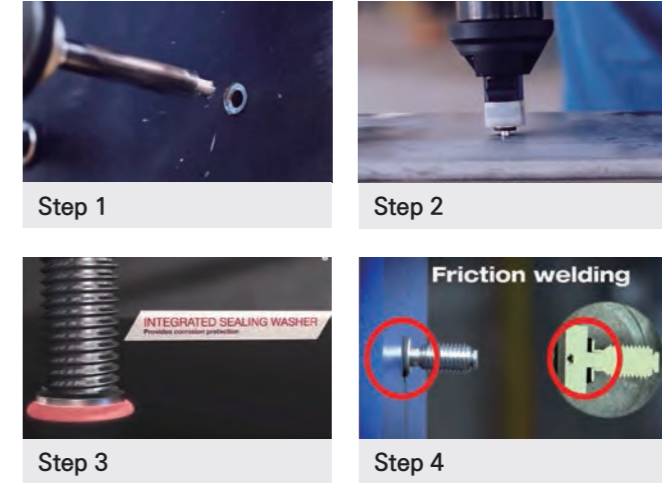 Step 1
Step 2
INTEGRATED SEALING WASHER
Provides corrosion protection
Friction welding
Step 3
Step 4